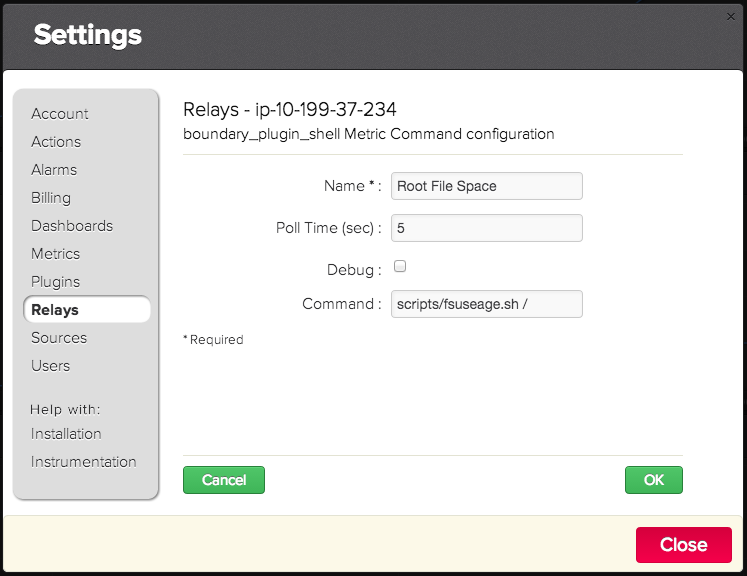 Settings
Account
Actions
Alarms
Billing
Dashboards
Metrics
Plugins
Relays
Sources
Users
Help with:
Installation
Instrumentation
Relays - ip-10-199-37-234
boundary_plugin_shell Metric Command configuration
Name * : Root File Space
Poll Time (sec) : 5
Debug :
Command : scripts/fsuseage.sh /
* Required
Cancel OK
Close